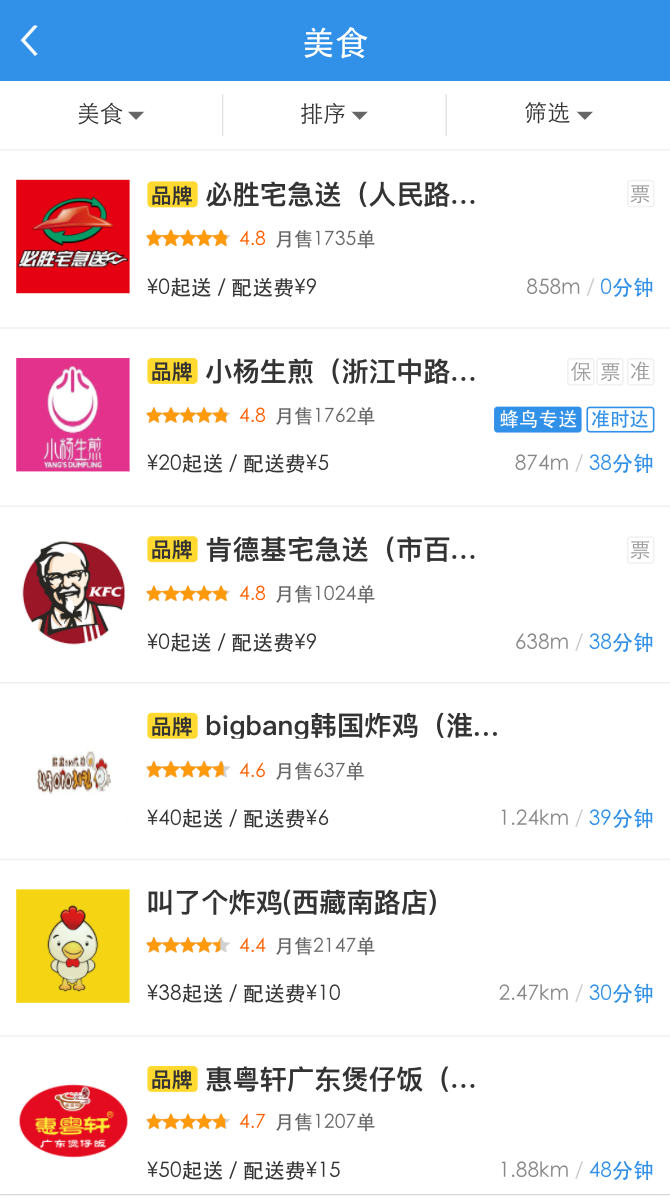 美食
美食
排序
筛选
品牌 必胜宅急送（人民路... 票
必胜宅急送
4.8 月售1735单
¥0起送 / 配送费¥9 858m / 0分钟
品牌 小杨生煎（浙江中路... 保 票 准
小杨生煎
YANG'S DUMPLING
4.8 月售1762单 蜂鸟专送 准时达
¥20起送 / 配送费¥5 874m / 38分钟
品牌 肯德基宅急送（市百... 票
KFC
4.8 月售1024单
¥0起送 / 配送费¥9 638m / 38分钟
品牌 bigbang韩国炸鸡（淮...
4.6 月售637单
¥40起送 / 配送费¥6 1.24km / 39分钟
叫了个炸鸡(西藏南路店)
4.4 月售2147单
¥38起送 / 配送费¥10 2.47km / 30分钟
品牌 惠粤轩广东煲仔饭（...
惠粤轩®
广东煲仔饭
4.7 月售1207单
¥50起送 / 配送费¥15 1.88km / 48分钟